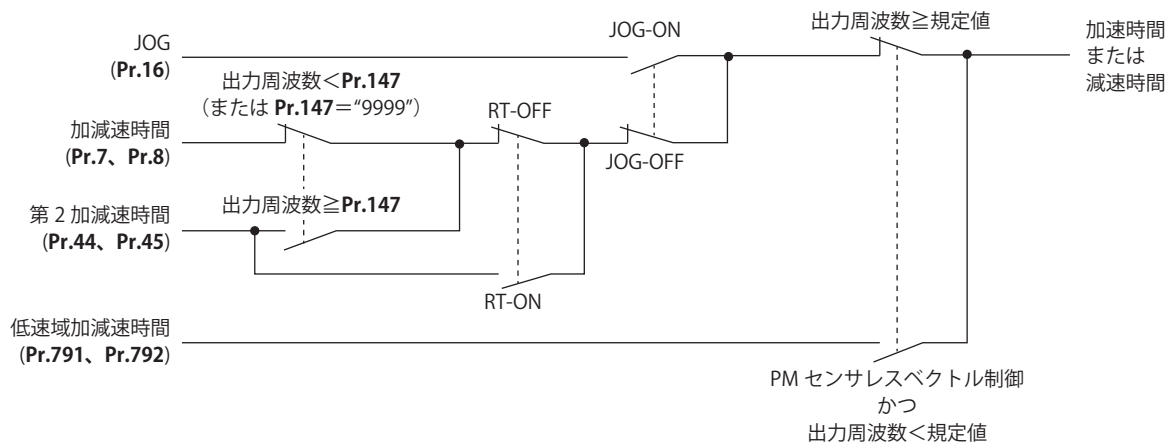 JOG
(Pr.16)
JOG-ON
出力周波数≧規定値
加速時間
または
減速時間
出力周波数＜Pr.147
（または Pr.147＝“9999”）
RT-OFF
加減速時間
(Pr.7、Pr.8)
JOG-OFF
第 2 加減速時間
(Pr.44、Pr.45)
出力周波数≧Pr.147
RT-ON
低速域加減速時間
(Pr.791、Pr.792)
PM センサレスベクトル制御
かつ
出力周波数＜規定値